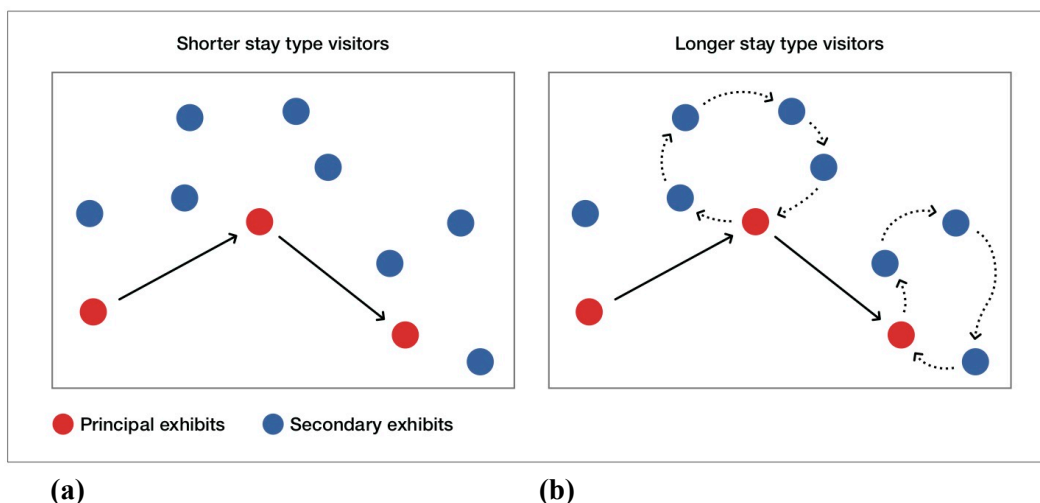 Shorter stay type visitors
Longer stay type visitors
Principal exhibits
Secondary exhibits
(a)
(b)